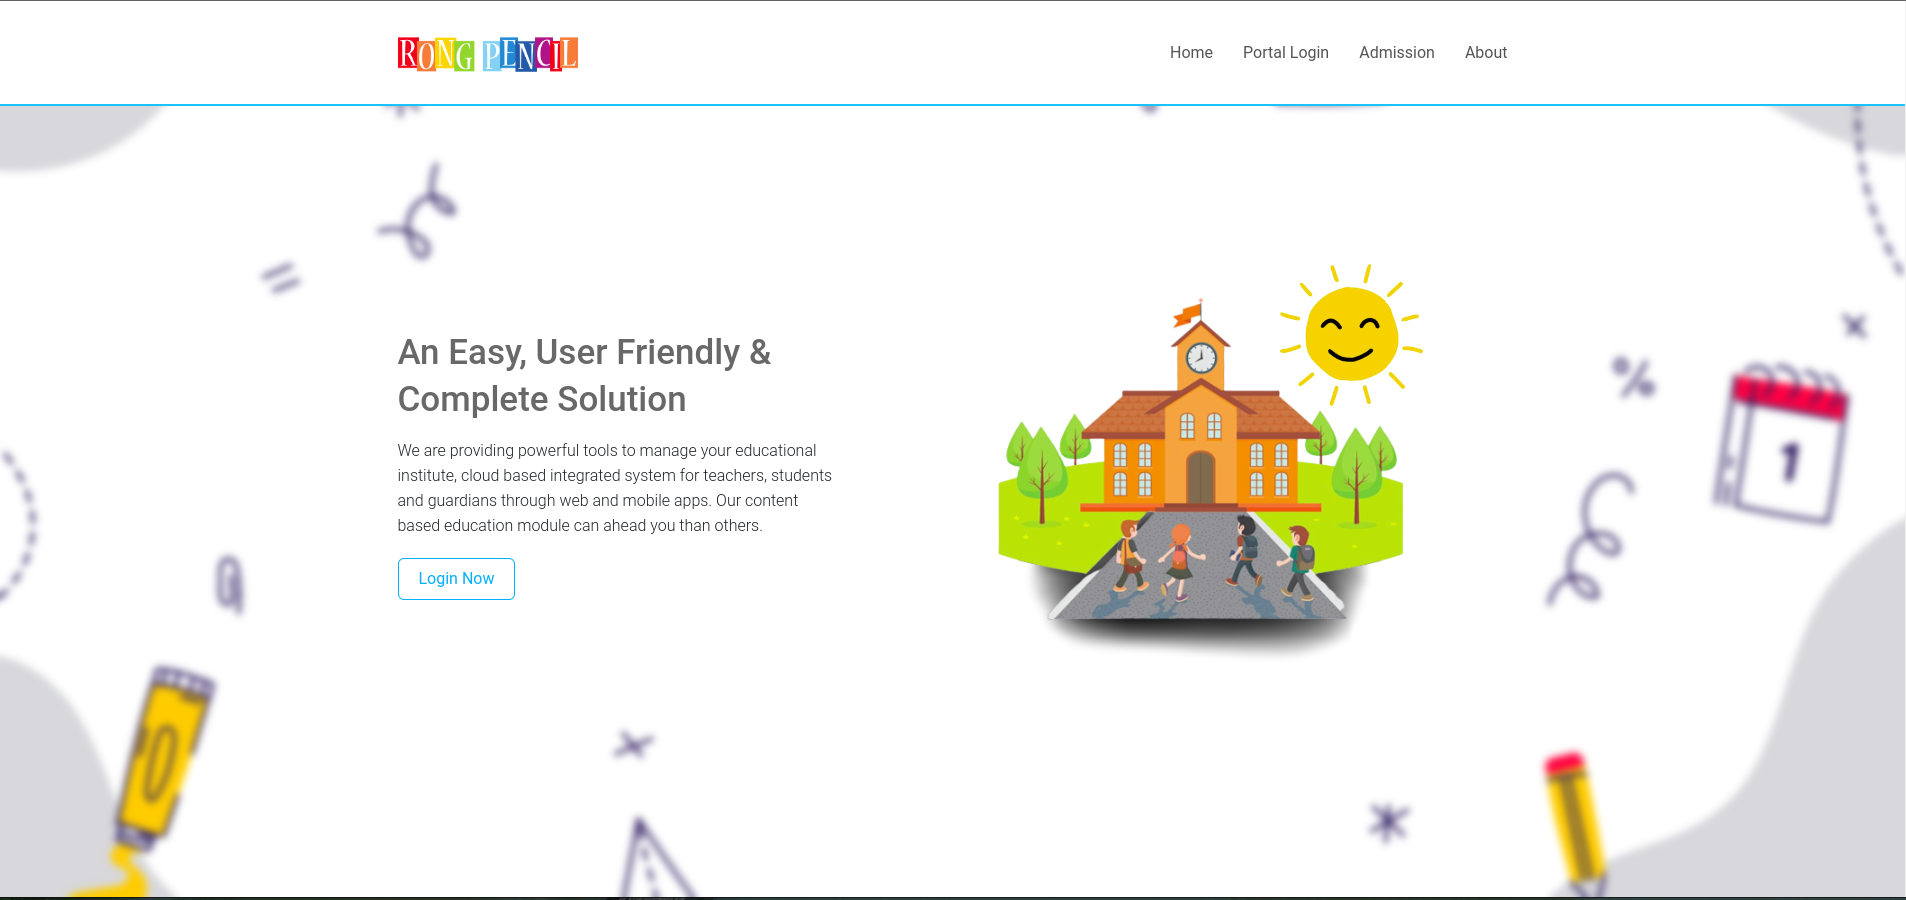 RONG PENCIL
Home
Portal Login
Admission
About
An Easy, User Friendly &
Complete Solution
We are providing powerful tools to manage your educational
institute, cloud based integrated system for teachers, students
and guardians through web and mobile apps. Our content
based education module can ahead you than others.
Login Now
=
%
1